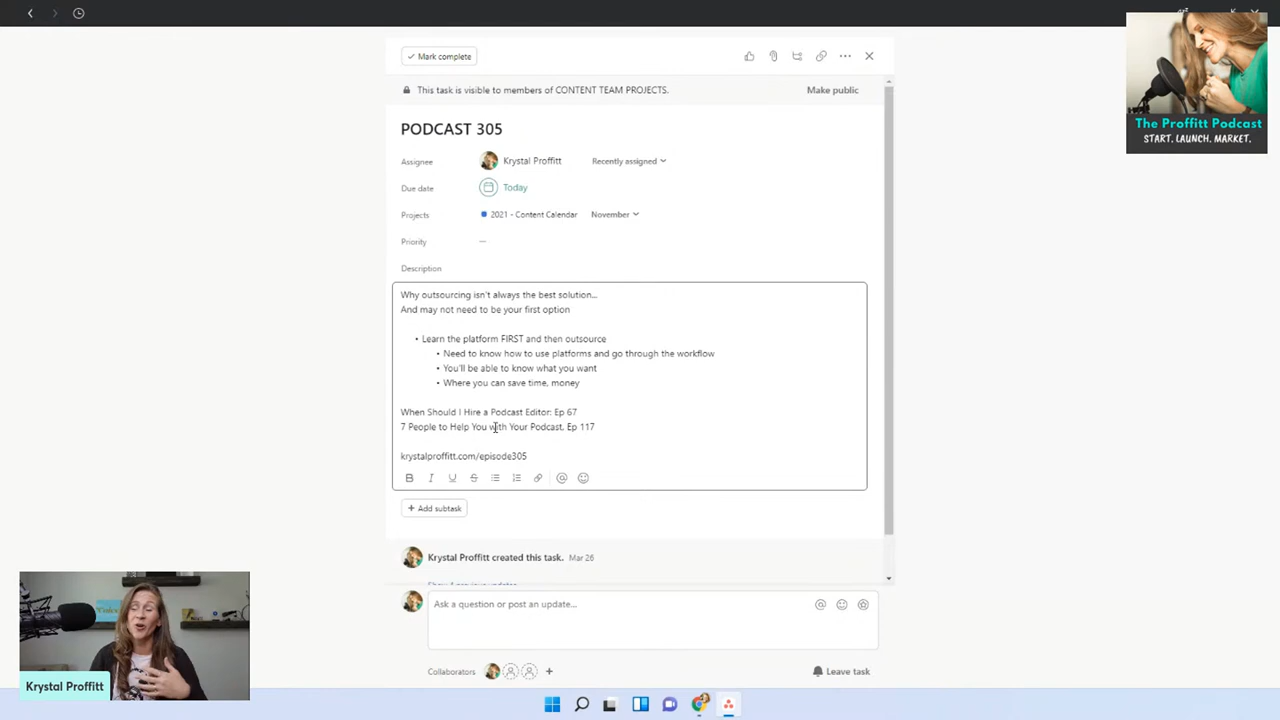 Mark complete
This task is visible to members of CONTENT TEAM PROJECTS.
Make public
The Proffitt Podcast
START. LAUNCH. MARKET.
PODCAST 305
Assignee
Krystal Proffitt
Recently assigned
Due date
Today
Projects
2021 - Content Calendar
November
Priority
—
Description
Why outsourcing isn't always the best solution...
And may not need to be your first option
• Learn the platform FIRST and then outsource
• Need to know how to use platforms and go through the workflow
• You'll be able to know what you want
• Where you can save time, money
When Should I Hire a Podcast Editor: Ep 67
7 People to Help You with Your Podcast, Ep 117
krystalproffitt.com/episode305
B I U S
+ Add subtask
Krystal Proffitt created this task. Mar 26
Ask a question or post an update...
Collaborators
Leave task
Krystal Proffitt